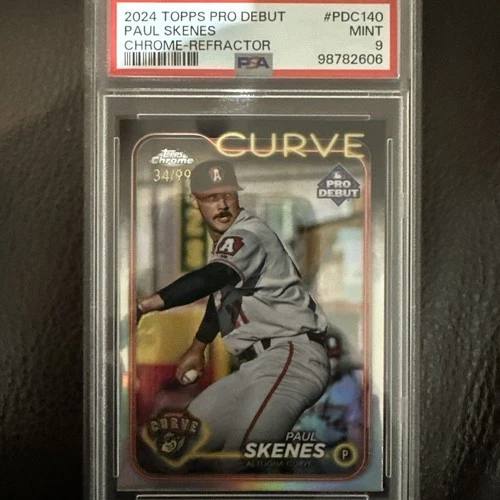 2024 TOPPS PRO DEBUT #PDC140
PAUL SKENES MINT
CHROME-REFRACTOR 9
PSA 98782606
CURVE
Topps Chrome
34/99
PRO DEBUT
A
A
CURVE
PAUL
SKENES
P
ALTOONA CURVE